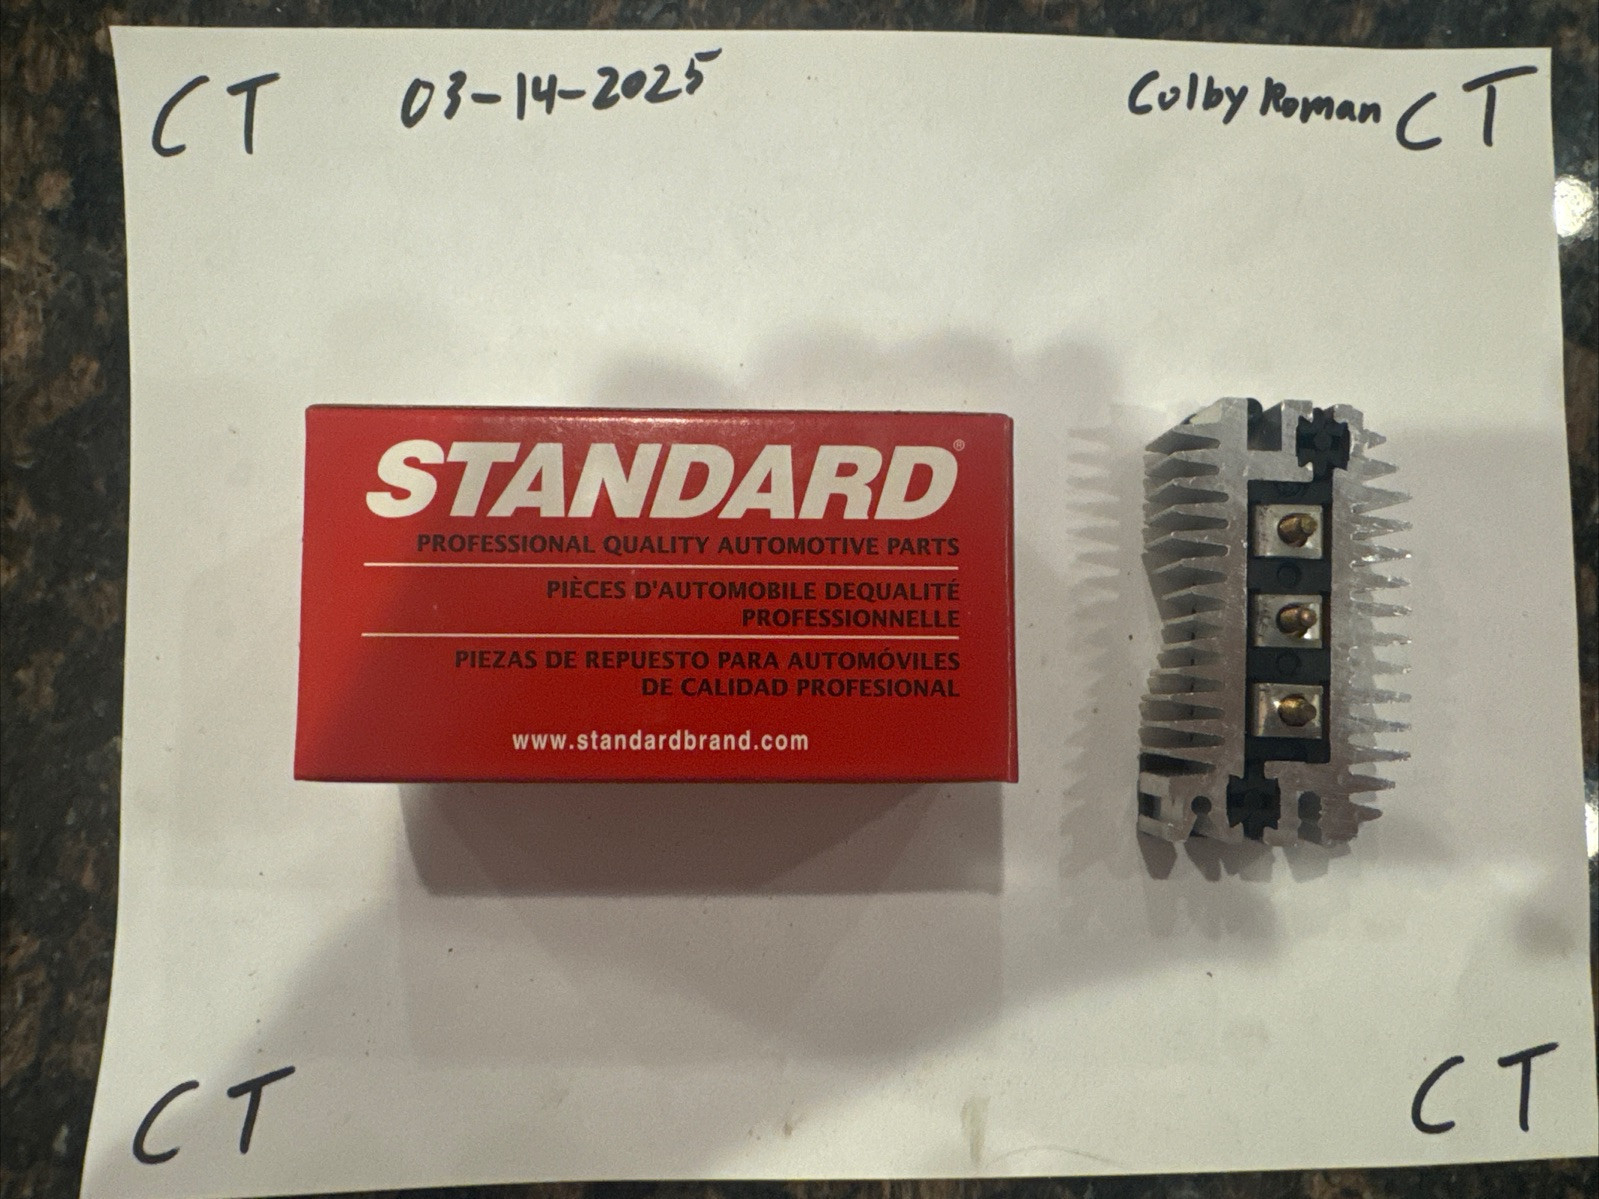 CT 03-14-2025 Colby Roman CT
STANDARD®
PROFESSIONAL QUALITY AUTOMOTIVE PARTS
PIÈCES D'AUTOMOBILE DEQUALITÉ
PROFESSIONNELLE
PIEZAS DE REPUESTO PARA AUTOMÓVILES
DE CALIDAD PROFESIONAL
www.standardbrand.com
CT CT